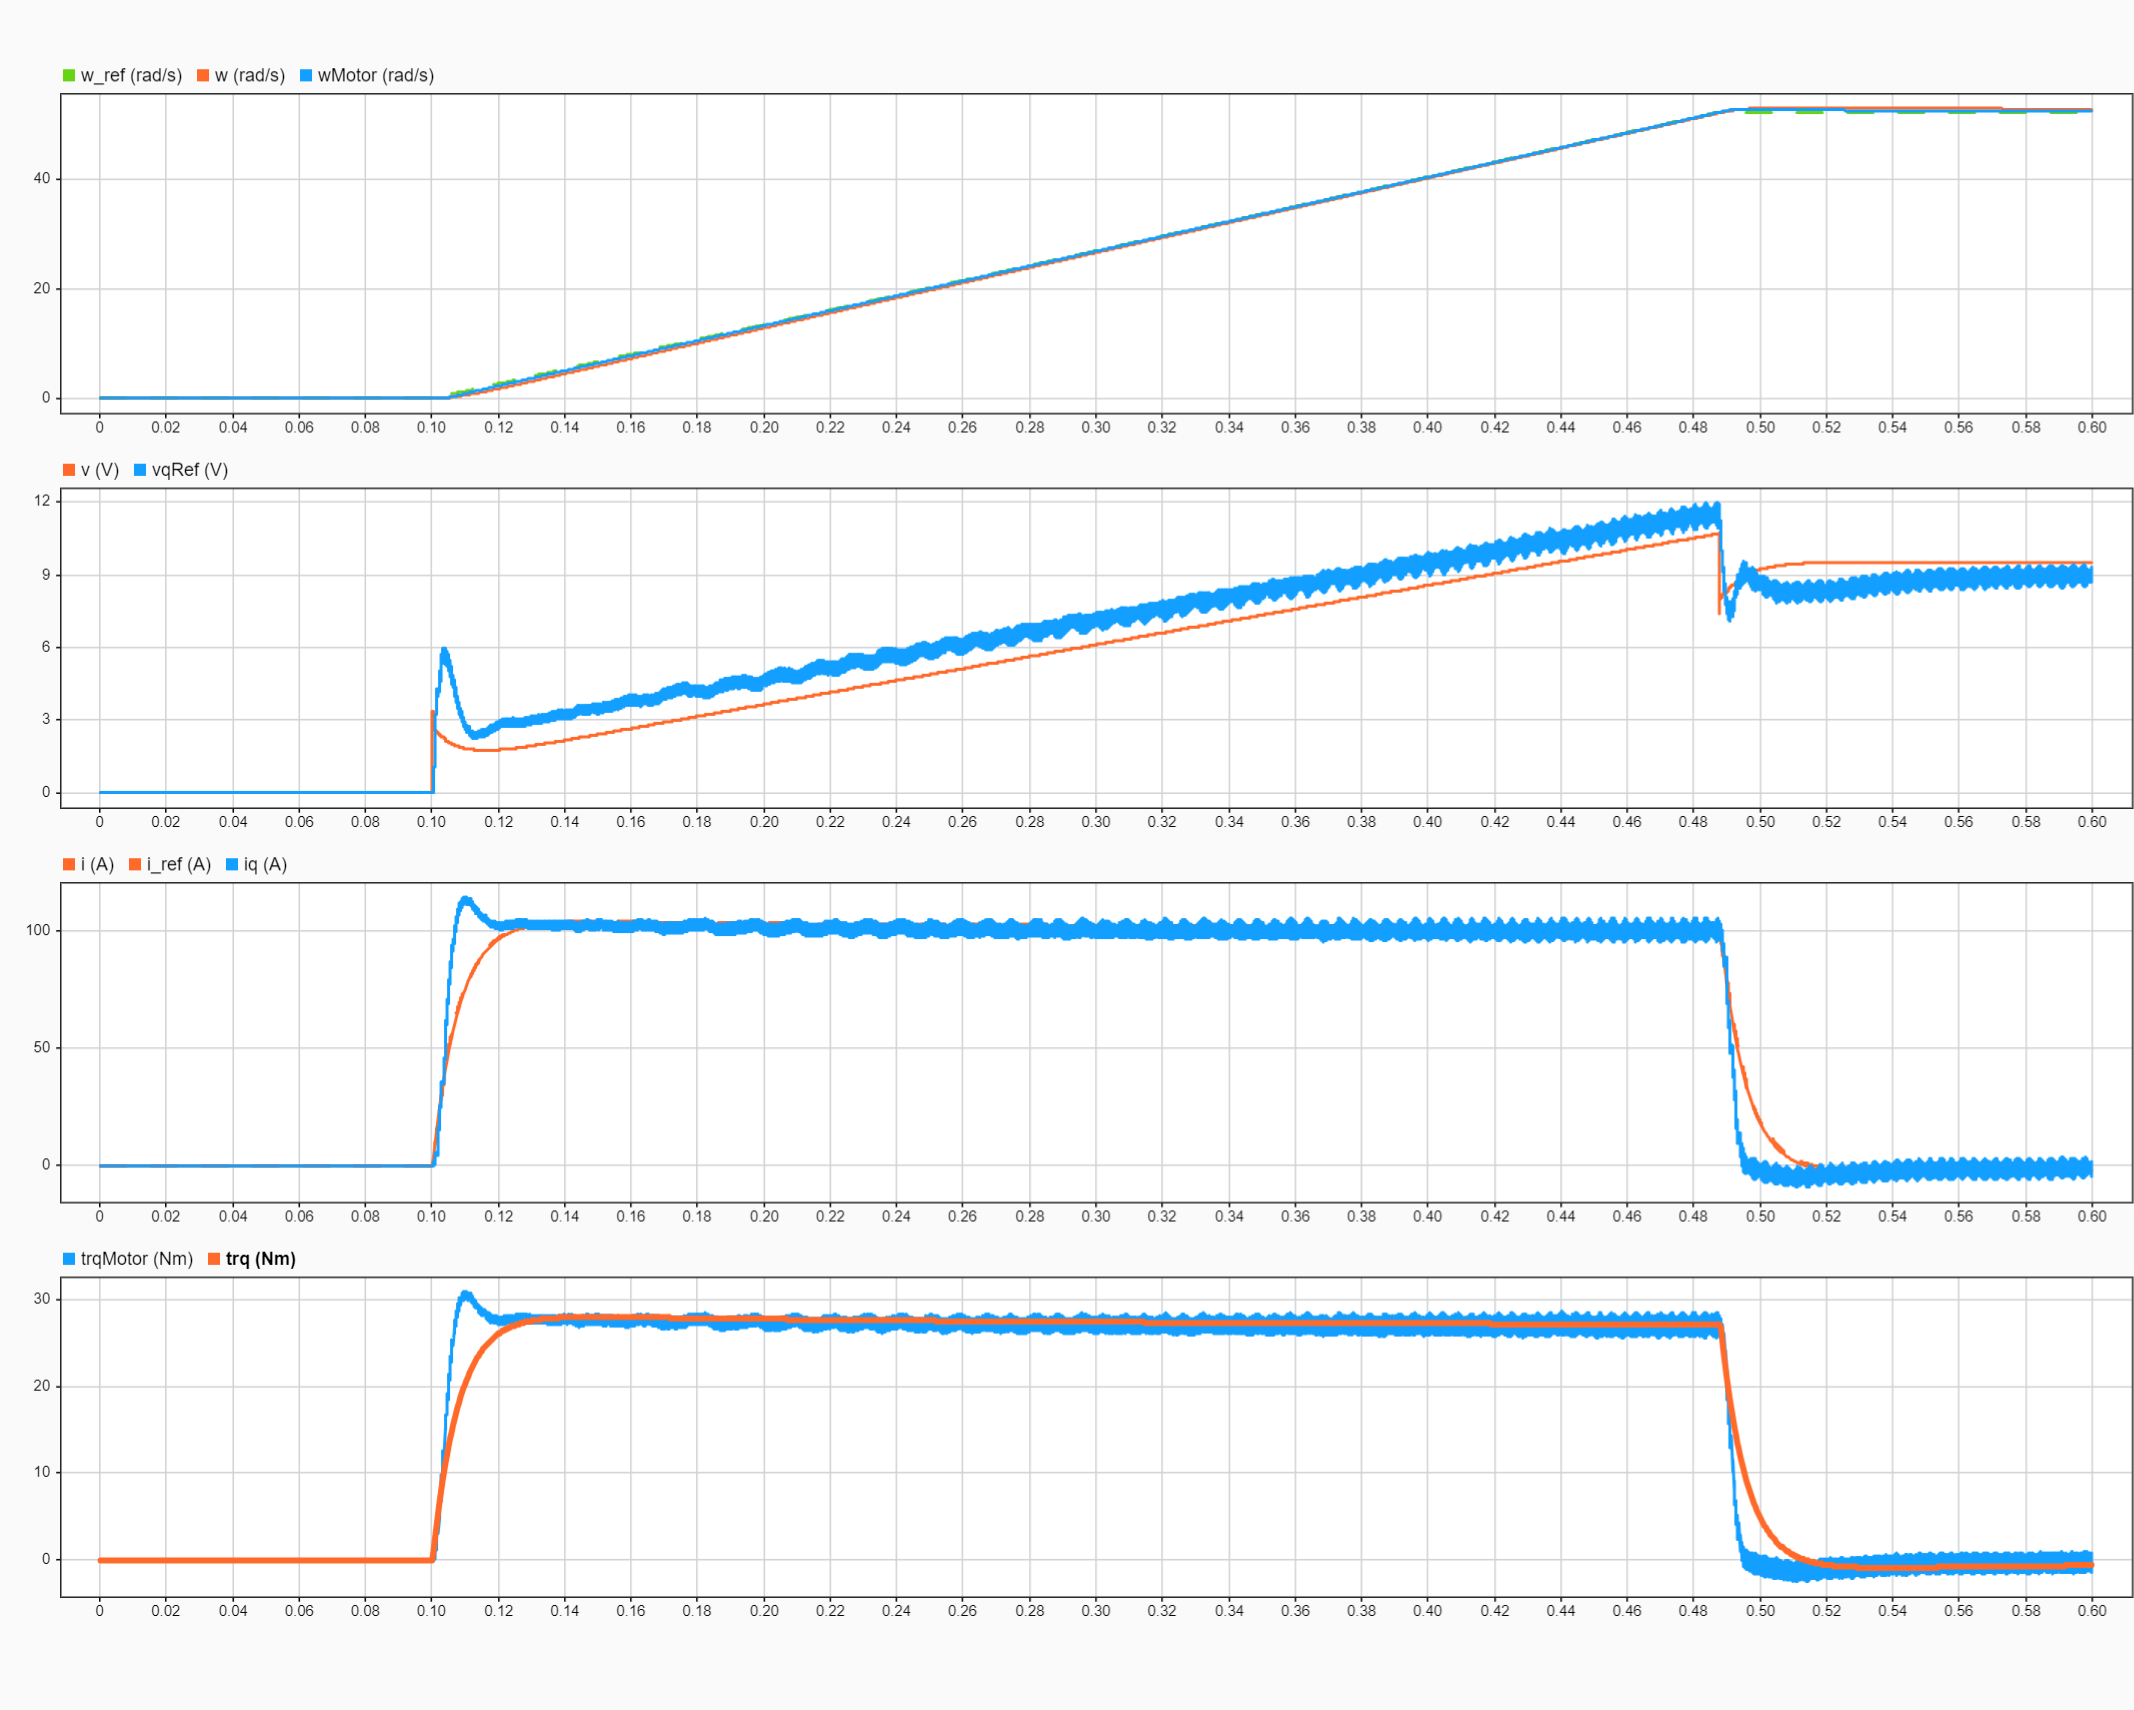 w_ref (rad/s) w (rad/s) wMotor (rad/s)
40
20
0
0 0.02 0.04 0.06 0.08 0.10 0.12 0.14 0.16 0.18 0.20 0.22 0.24 0.26 0.28 0.30 0.32 0.34 0.36 0.38 0.40 0.42 0.44 0.46 0.48 0.50 0.52 0.54 0.56 0.58 0.60
v (V) vqRef (V)
12
9
6
3
0
0 0.02 0.04 0.06 0.08 0.10 0.12 0.14 0.16 0.18 0.20 0.22 0.24 0.26 0.28 0.30 0.32 0.34 0.36 0.38 0.40 0.42 0.44 0.46 0.48 0.50 0.52 0.54 0.56 0.58 0.60
i (A) i_ref (A) iq (A)
100
50
0
0 0.02 0.04 0.06 0.08 0.10 0.12 0.14 0.16 0.18 0.20 0.22 0.24 0.26 0.28 0.30 0.32 0.34 0.36 0.38 0.40 0.42 0.44 0.46 0.48 0.50 0.52 0.54 0.56 0.58 0.60
trqMotor (Nm) trq (Nm)
30
20
10
0
0 0.02 0.04 0.06 0.08 0.10 0.12 0.14 0.16 0.18 0.20 0.22 0.24 0.26 0.28 0.30 0.32 0.34 0.36 0.38 0.40 0.42 0.44 0.46 0.48 0.50 0.52 0.54 0.56 0.58 0.60